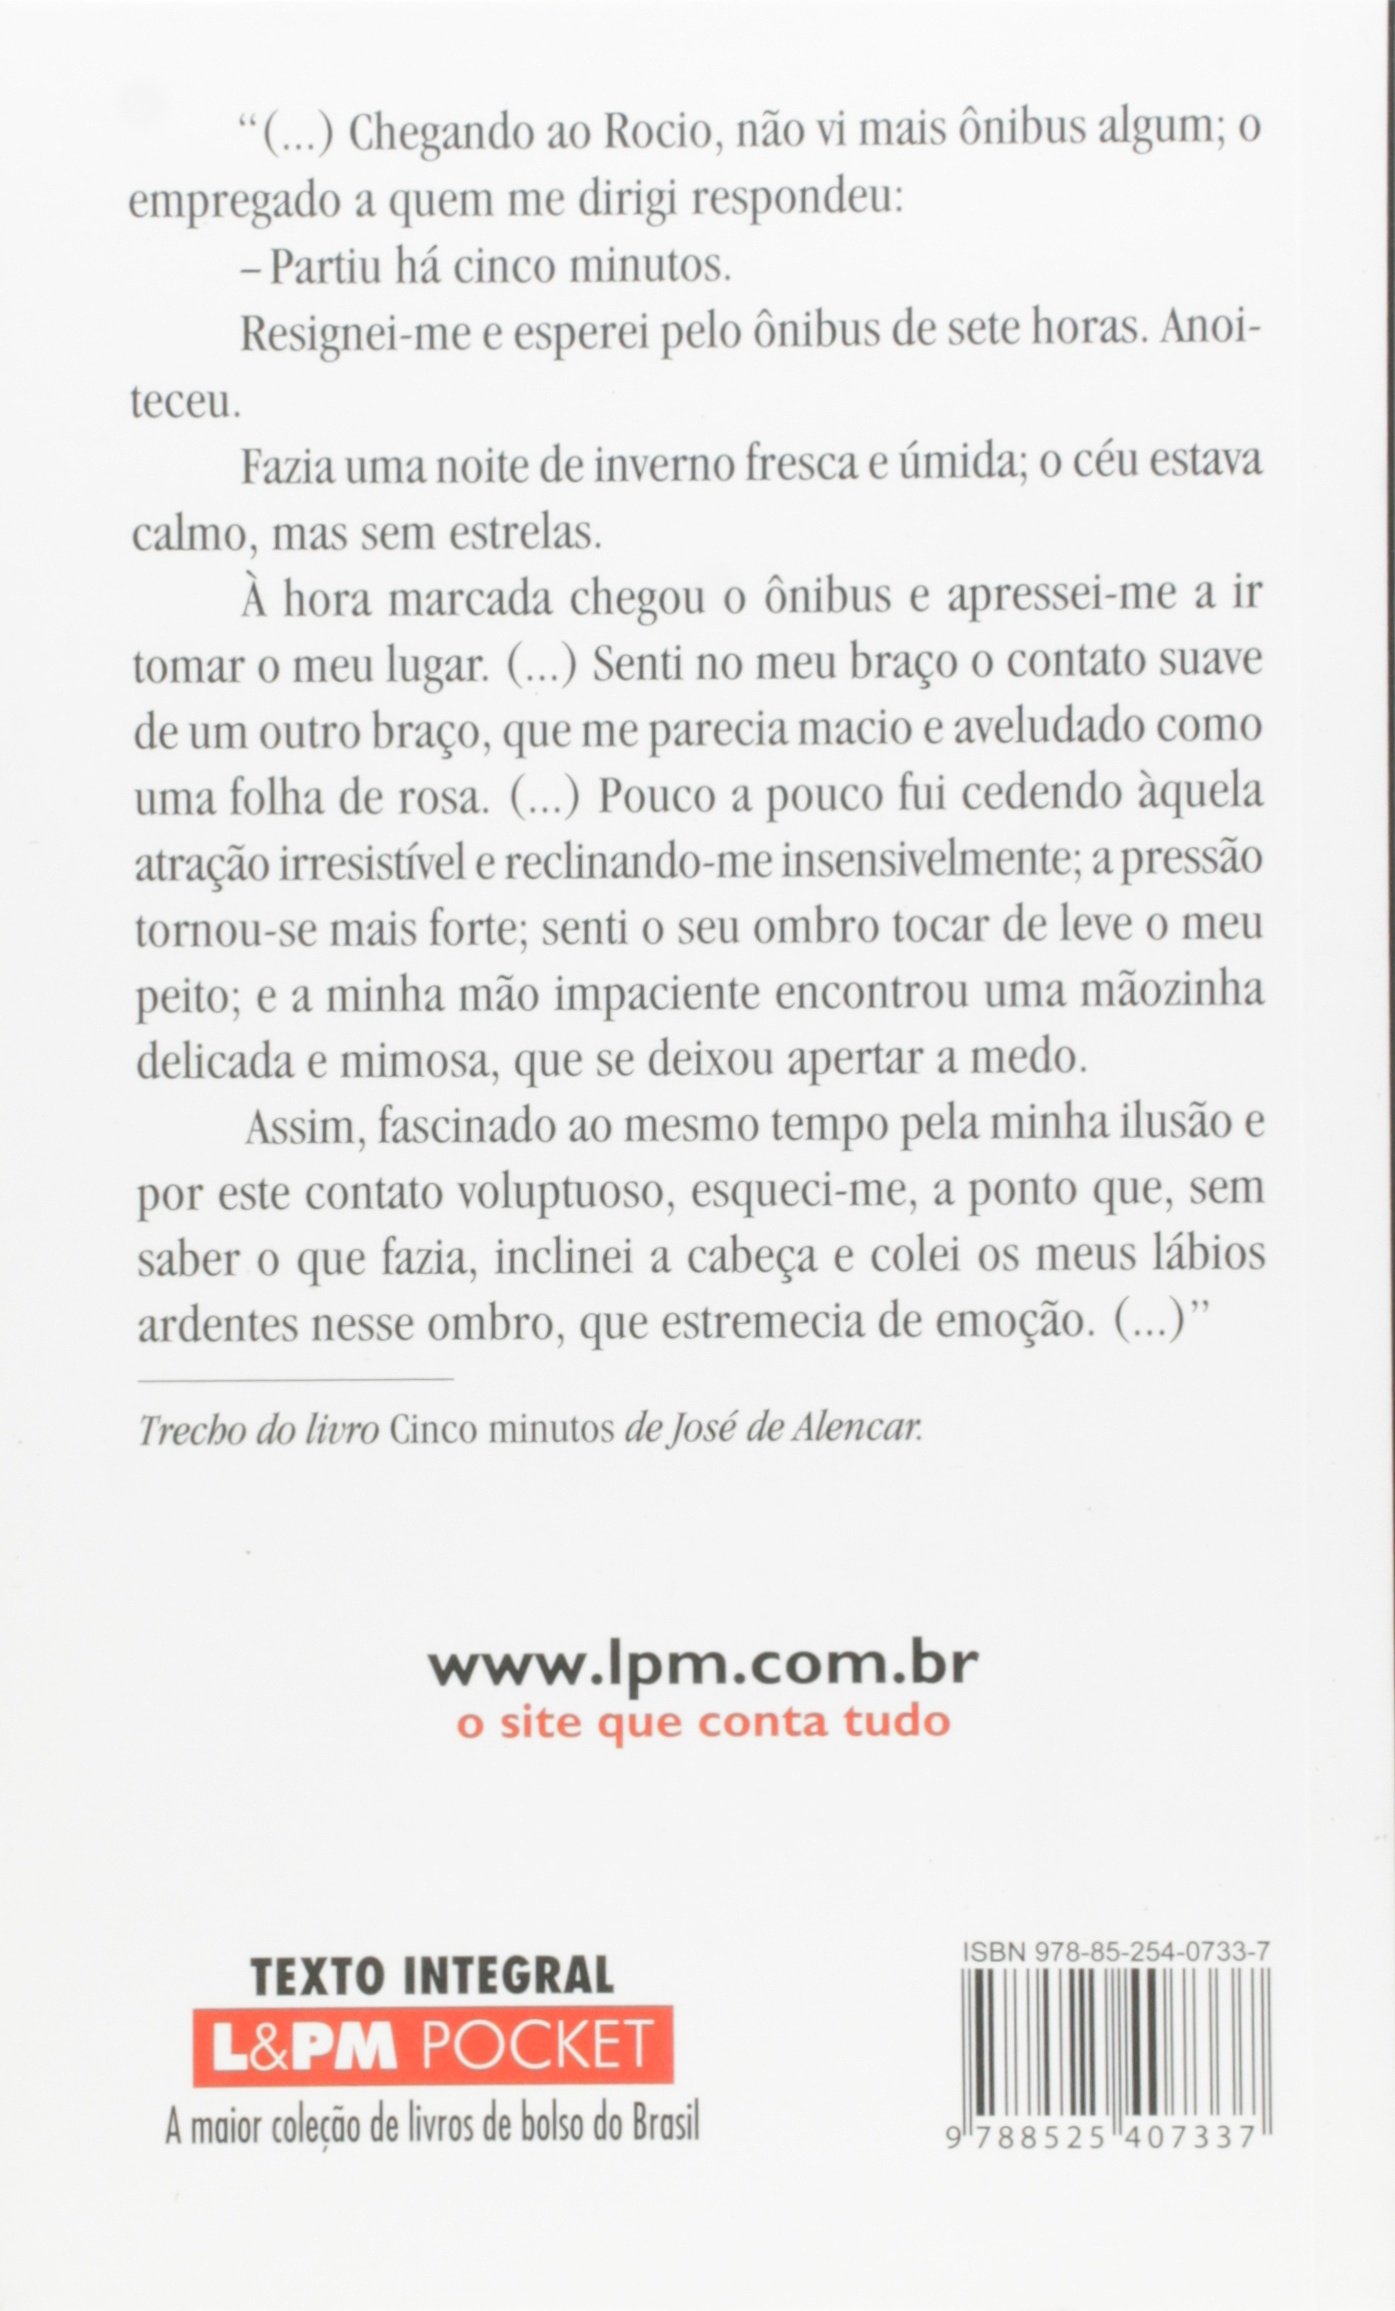 “(...) Chegando ao Rocio, não vi mais ônibus algum; o
empregado a quem me dirigi respondeu:
– Partiu há cinco minutos.
Resignei-me e esperei pelo ônibus de sete horas. Anoi-
teceu.
Fazia uma noite de inverno fresca e úmida; o céu estava
calmo, mas sem estrelas.
À hora marcada chegou o ônibus e apressei-me a ir
tomar o meu lugar. (...) Senti no meu braço o contato suave
de um outro braço, que me parecia macio e aveludado como
uma folha de rosa. (...) Pouco a pouco fui cedendo àquela
atração irresistível e reclinando-me insensivelmente; a pressão
tornou-se mais forte; senti o seu ombro tocar de leve o meu
peito; e a minha mão impaciente encontrou uma mãozinha
delicada e mimosa, que se deixou apertar a medo.
Assim, fascinado ao mesmo tempo pela minha ilusão e
por este contato voluptuoso, esqueci-me, a ponto que, sem
saber o que fazia, inclinei a cabeça e colei os meus lábios
ardentes nesse ombro, que estremecia de emoção. (...)”
Trecho do livro Cinco minutos de José de Alencar.
www.lpm.com.br
o site que conta tudo
TEXTO INTEGRAL
L&PM POCKET
A maior coleção de livros de bolso do Brasil
ISBN 978-85-254-0733-7
9 788525 407337